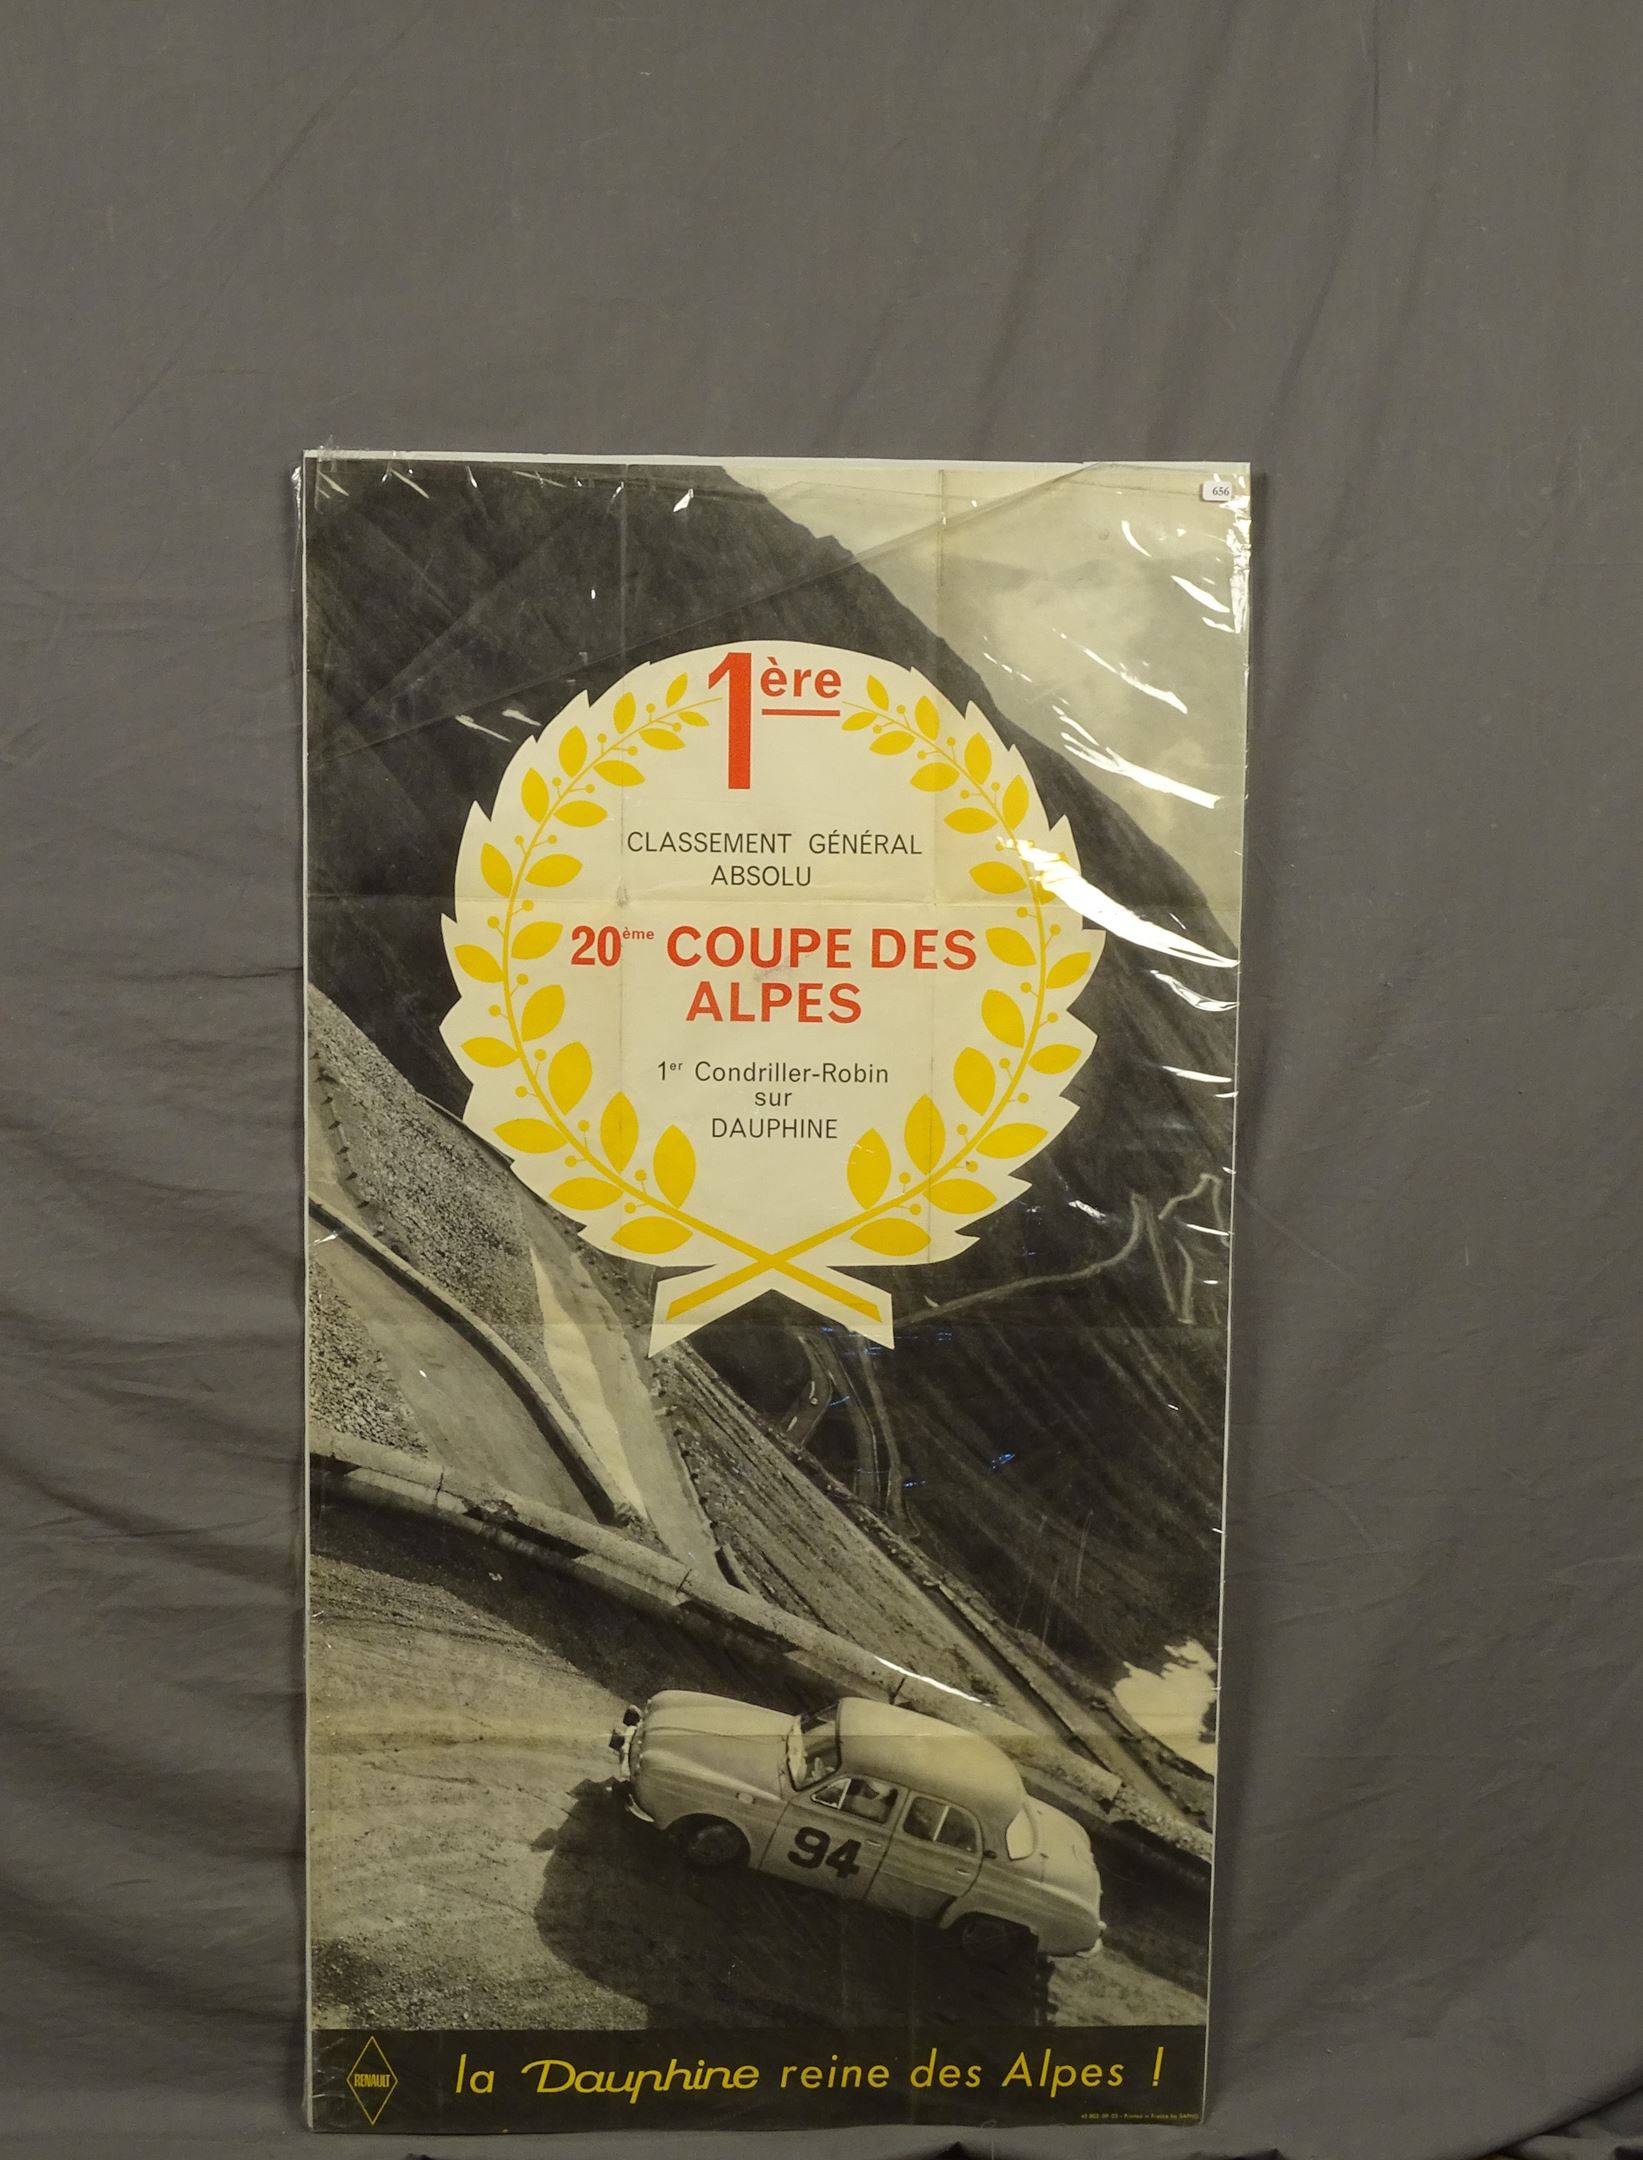 656
1ère
CLASSEMENT GÉNÉRAL
ABSOLU
20ème COUPE DES
ALPES
1er Condriller-Robin
sur
DAUPHINE
94
RENAULT
la Dauphine reine des Alpes !
Printed in France by